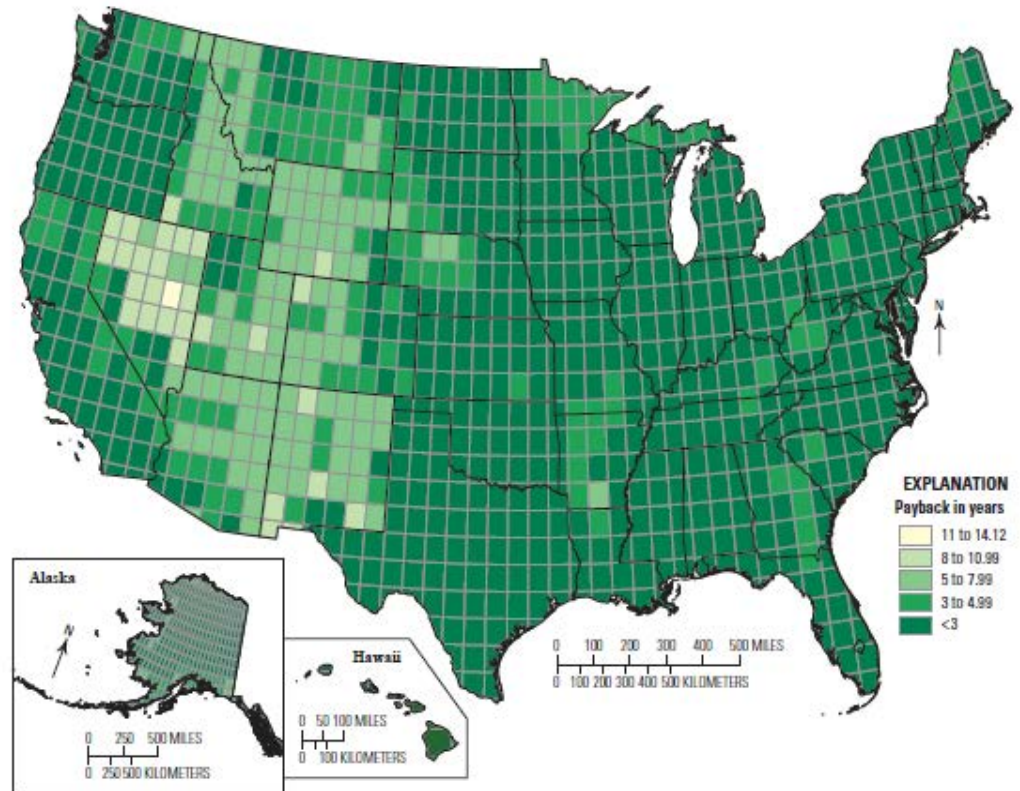 N
EXPLANATION
Payback in years
11 to 14.12
8 to 10.99
5 to 7.99
3 to 4.99
<3
Alaska
N
0 250 500 MILES
0 250 500 KILOMETERS
Hawaii
0 50 100 MILES
0 100 KILOMETERS
0 100 200 300 400 500 MILES
0 100 200 300 400 500 KILOMETERS